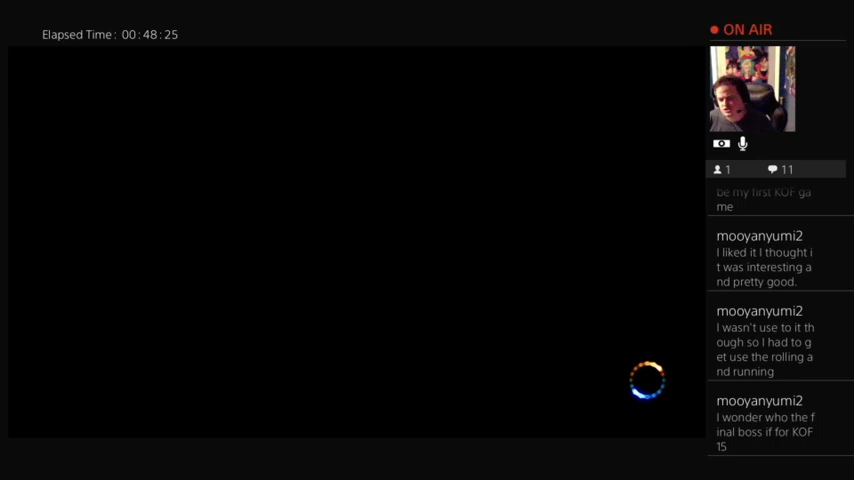 Elapsed Time: 00:48:25
ON AIR
1
11
be my first KOF ga
me
mooyanyumi2
I liked it I thought i
t was interesting a
nd pretty good.
mooyanyumi2
I wasn't use to it th
ough so I had to g
et use the rolling a
nd running
mooyanyumi2
I wonder who the f
inal boss if for KOF
15